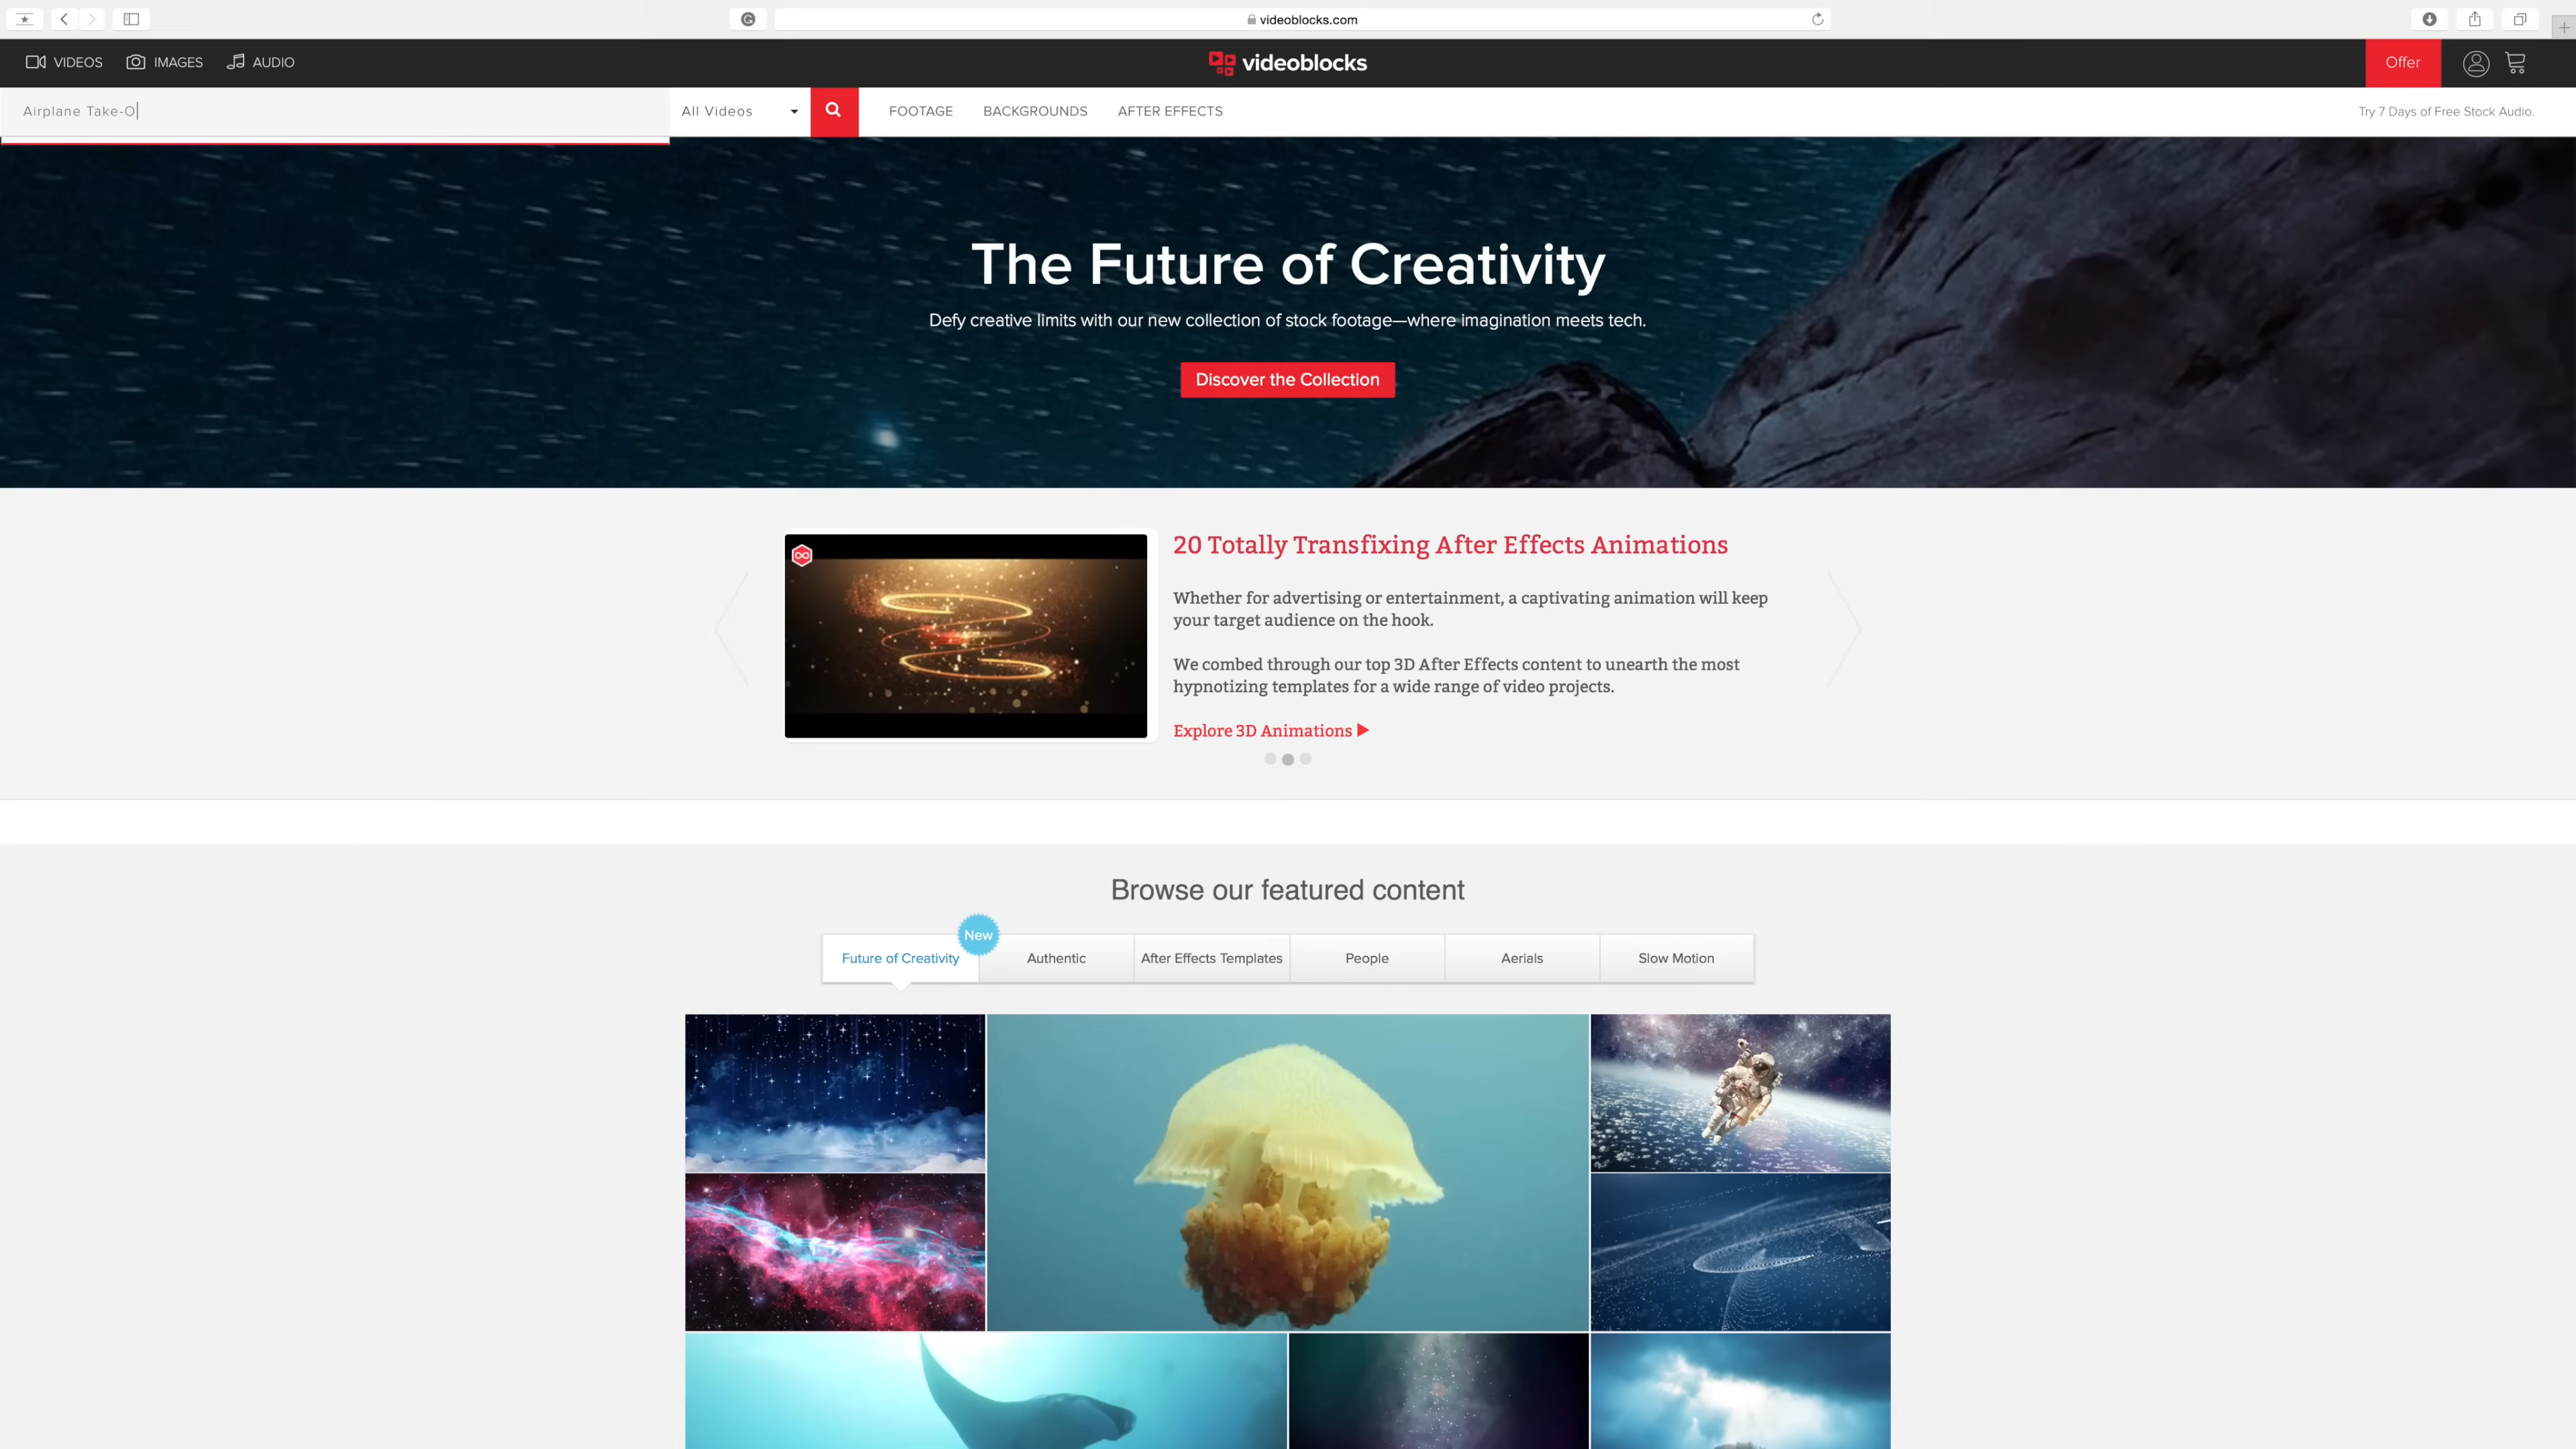 videoblocks.com
VIDEOS IMAGES AUDIO
videoblocks
Offer
Airplane Take-O
All Videos
FOOTAGE BACKGROUNDS AFTER EFFECTS
Try 7 Days of Free Stock Audio.
The Future of Creativity
Defy creative limits with our new collection of stock footage—where imagination meets tech.
Discover the Collection
20 Totally Transfixing After Effects Animations
Whether for advertising or entertainment, a captivating animation will keep
your target audience on the hook.
We combed through our top 3D After Effects content to unearth the most
hypnotizing templates for a wide range of video projects.
Explore 3D Animations
Browse our featured content
New
Future of Creativity
Authentic
After Effects Templates
People
Aerials
Slow Motion